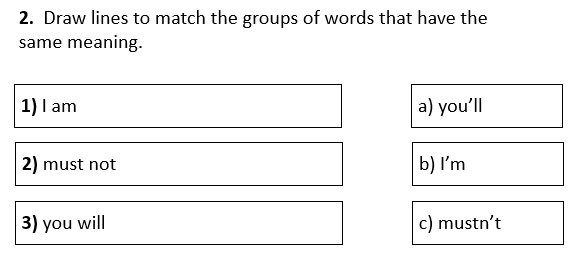 2. Draw lines to match the groups of words that have the
same meaning.
1) I am
a) you’ll
2) must not
b) I’m
3) you will
c) mustn’t